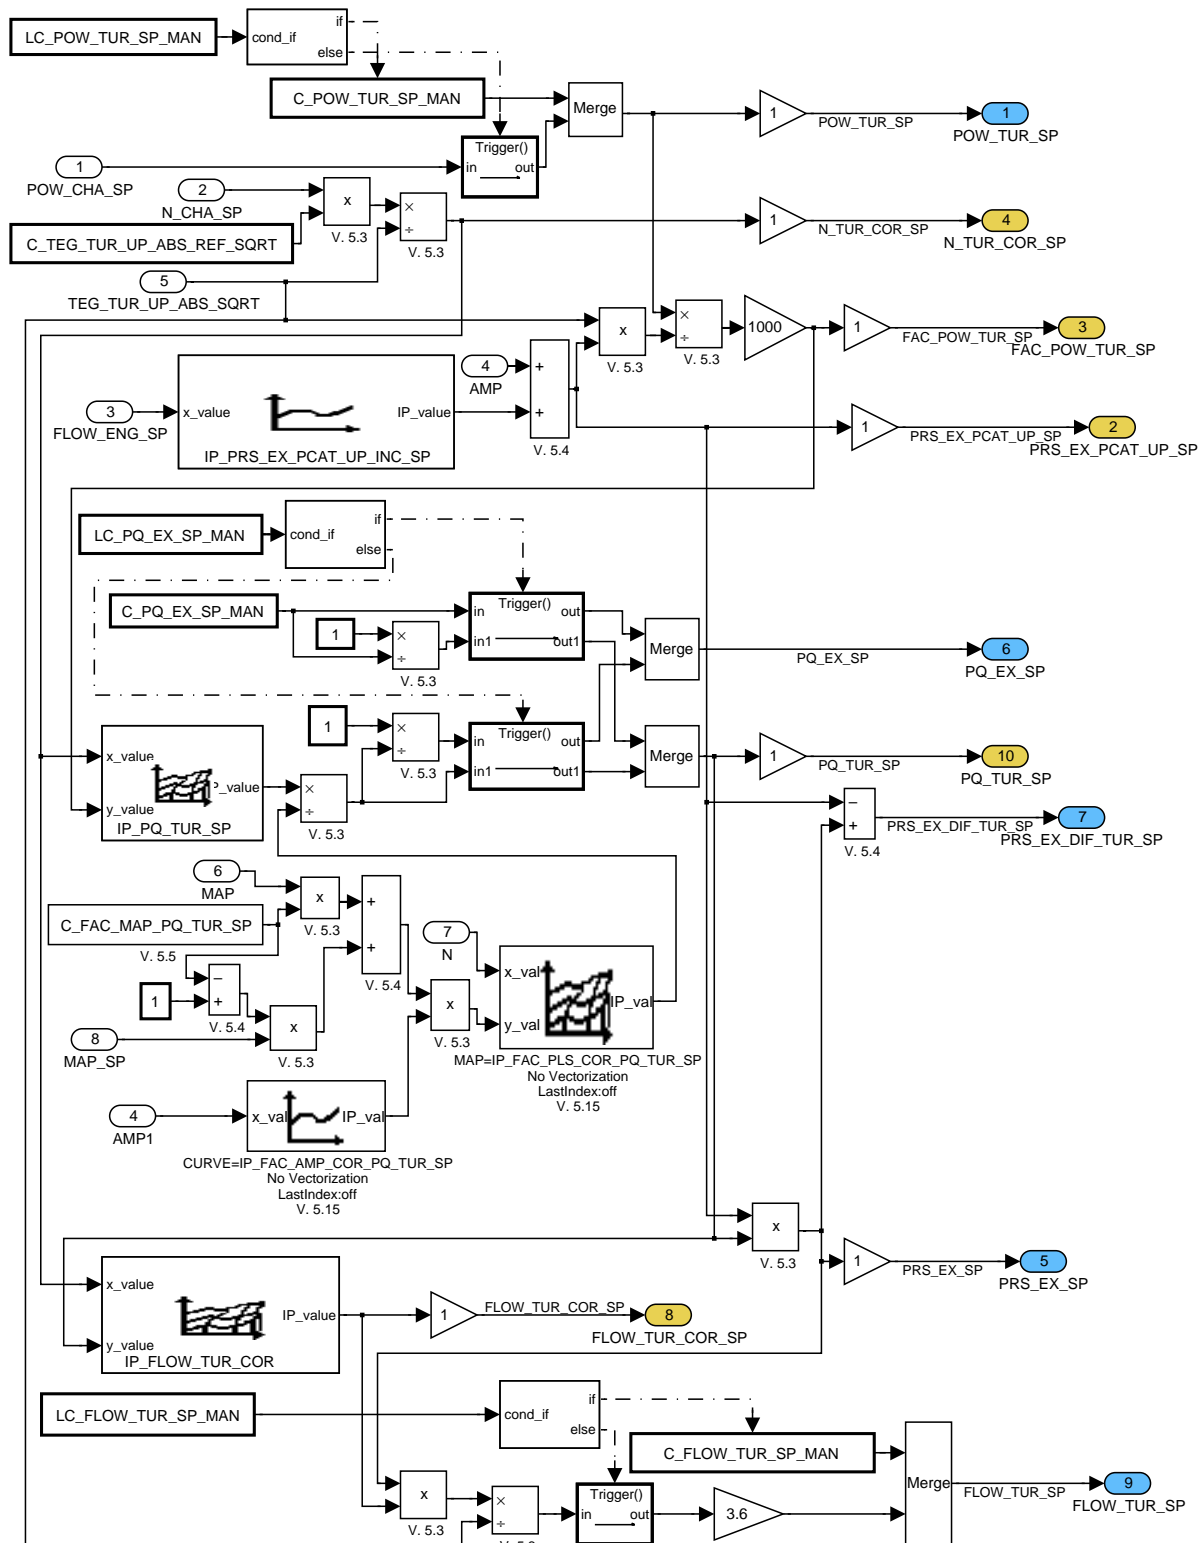 if
LC_POW_TUR_SP_MAN
cond_if
else
C_POW_TUR_SP_MAN
Merge
1
POW_TUR_SP
1
POW_TUR_SP
Trigger()
in
out
1
POW_CHA_SP
2
N_CHA_SP
x
V. 5.3
×
÷
V. 5.3
1
N_TUR_COR_SP
4
N_TUR_COR_SP
C_TEG_TUR_UP_ABS_REF_SQRT
5
TEG_TUR_UP_ABS_SQRT
x
V. 5.3
×
÷
V. 5.3
1000
1
FAC_POW_TUR_SP
3
FAC_POW_TUR_SP
4
AMP
+
+
V. 5.4
3
FLOW_ENG_SP
x_value
IP_value
IP_PRS_EX_PCAT_UP_INC_SP
1
PRS_EX_PCAT_UP_SP
2
PRS_EX_PCAT_UP_SP
LC_PQ_EX_SP_MAN
cond_if
if
else
C_PQ_EX_SP_MAN
1
×
÷
V. 5.3
Trigger()
in
out
in1
out1
Merge
PQ_EX_SP
6
PQ_EX_SP
1
×
÷
V. 5.3
Trigger()
in
out
in1
out1
Merge
1
PQ_TUR_SP
10
PQ_TUR_SP
x_value
P_value
y_value
IP_PQ_TUR_SP
×
÷
V. 5.3
−
+
V. 5.4
PRS_EX_DIF_TUR_SP
7
PRS_EX_DIF_TUR_SP
6
MAP
C_FAC_MAP_PQ_TUR_SP
V. 5.5
x
V. 5.3
+
+
V. 5.4
7
N
1
−
+
V. 5.4
x
V. 5.3
8
MAP_SP
x
V. 5.3
x_val
IP_val
y_val
MAP=IP_FAC_PLS_COR_PQ_TUR_SP
No Vectorization
LastIndex:off
V. 5.15
4
AMP1
x_val
IP_val
CURVE=IP_FAC_AMP_COR_PQ_TUR_SP
No Vectorization
LastIndex:off
V. 5.15
x
V. 5.3
1
PRS_EX_SP
5
PRS_EX_SP
x_value
IP_value
y_value
IP_FLOW_TUR_COR
1
FLOW_TUR_COR_SP
8
FLOW_TUR_COR_SP
LC_FLOW_TUR_SP_MAN
cond_if
if
else
C_FLOW_TUR_SP_MAN
x
V. 5.3
×
÷
Trigger()
in
out
3.6
Merge
FLOW_TUR_SP
9
FLOW_TUR_SP